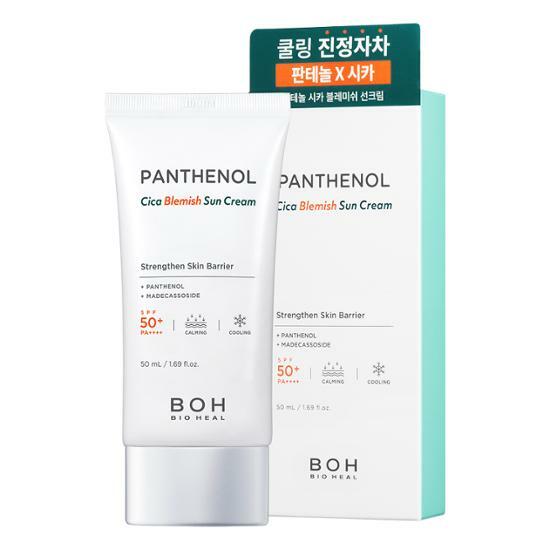 쿨링 진정자차
판테놀 X 시카
판테놀 시카 블레미쉬 선크림
PANTHENOL
Cica Blemish Sun Cream
Strengthen Skin Barrier
+ PANTHENOL
+ MADECASSOSIDE
SPF
50+
PA++++
CALMING
COOLING
50 mL / 1.69 fl.oz.
BOH
BIO HEAL
PANTHENOL
Cica Blemish Sun Cream
Strengthen Skin Barrier
+ PANTHENOL
+ MADECASSOSIDE
SPF
50+
PA++++
CALMING
COOLING
50 mL / 1.69 fl.oz.
BOH
BIO HEAL